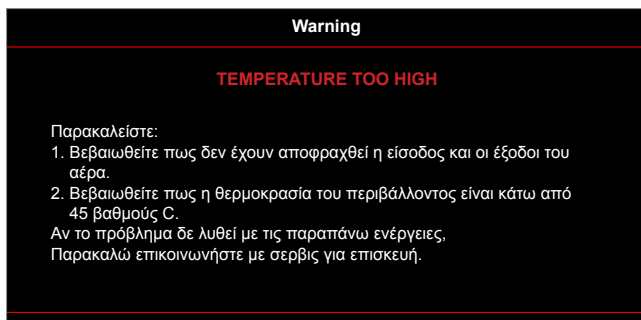 Warning
TEMPERATURE TOO HIGH
Παρακαλείστε:
1. Βεβαιωθείτε πως δεν έχουν αποφραχθεί η είσοδος και οι έξοδοι του
αέρα.
2. Βεβαιωθείτε πως η θερμοκρασία του περιβάλλοντος είναι κάτω από
45 βαθμούς C.
Αν το πρόβλημα δε λυθεί με τις παραπάνω ενέργειες,
Παρακαλώ επικοινωνήστε με σερβις για επισκευή.